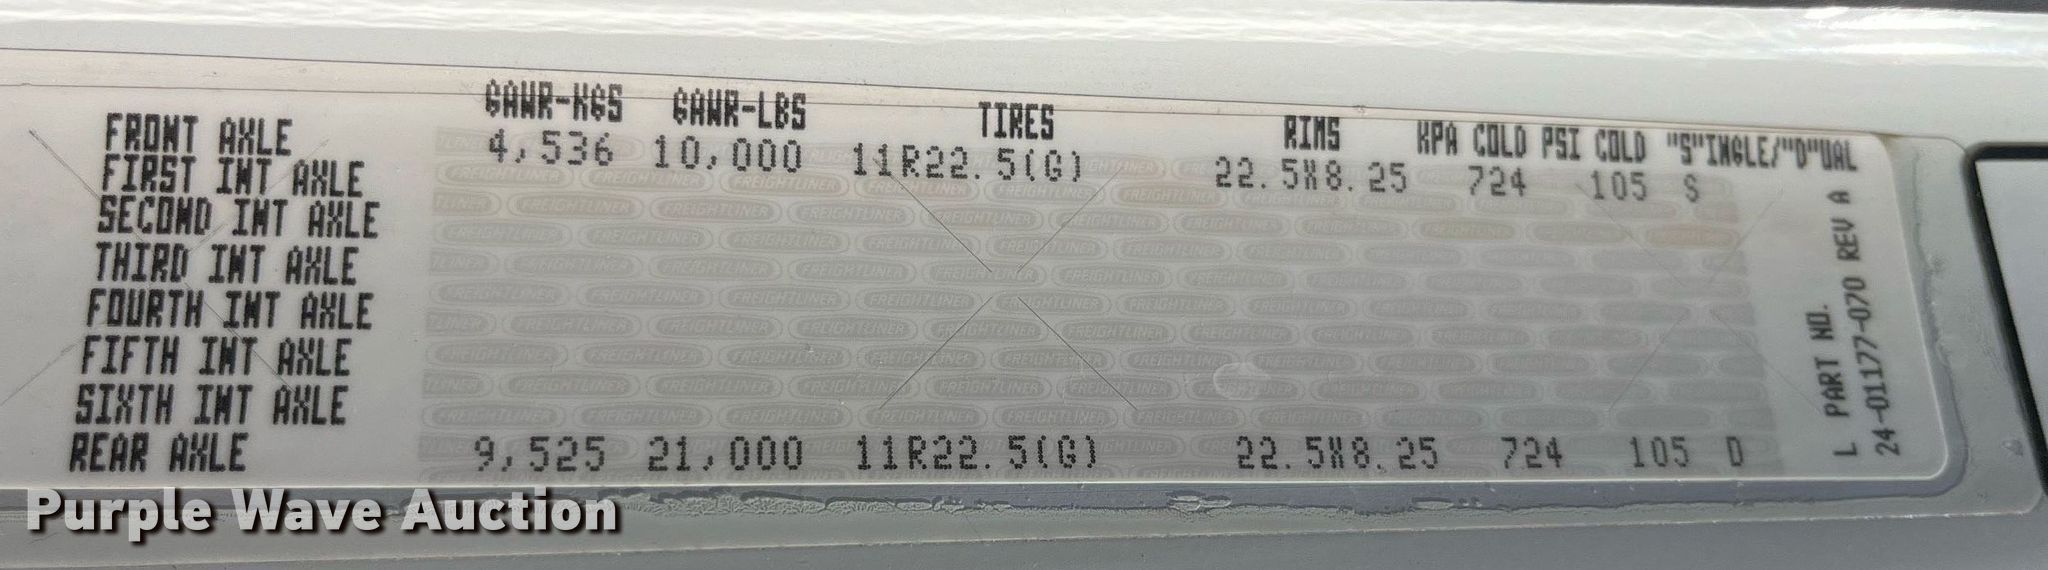 GAWR-KGS GAWR-LBS TIRES RIMS KPA COLD PSI COLD "S"INGLE/"D"UAL
FRONT AXLE 4,536 10,000 11R22.5(G) 22.5X8.25 724 105 S
FIRST INT AXLE
SECOND INT AXLE
THIRD INT AXLE
FOURTH INT AXLE
FIFTH INT AXLE
SIXTH INT AXLE
REAR AXLE 9,525 21,000 11R22.5(G) 22.5X8.25 724 105 D
L PART NO.
24-01177-070 REV A
FREIGHTLINER
Purple Wave Auction